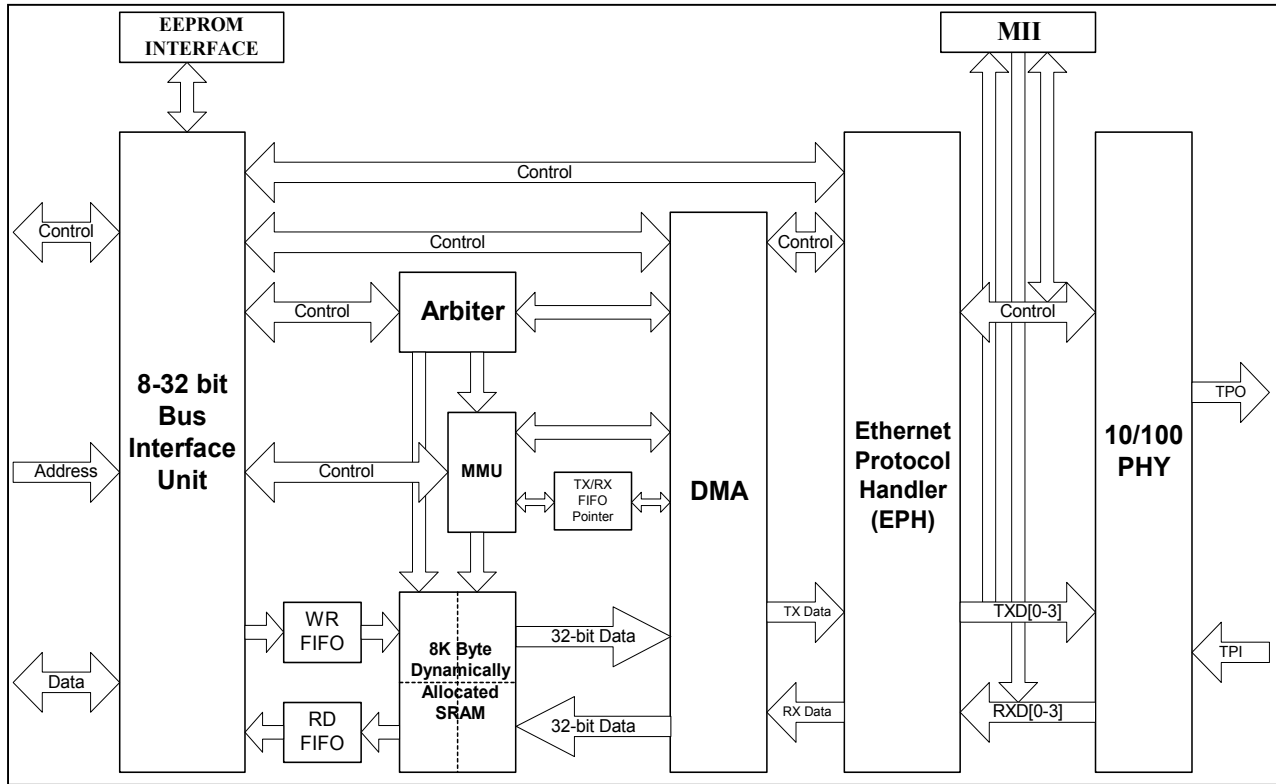 EEPROM
INTERFACE
MII
Control
Control
Control
Control
Control
Arbiter
Control
8-32 bit
Bus
Interface
Unit
Address
Control
MMU
TX/RX
FIFO
Pointer
DMA
Ethernet
Protocol
Handler
(EPH)
10/100
PHY
TPO
WR
FIFO
8K Byte
Dynamically
Allocated
SRAM
32-bit Data
TX Data
TXD[0-3]
TPI
Data
RD
FIFO
32-bit Data
RX Data
RXD[0-3]